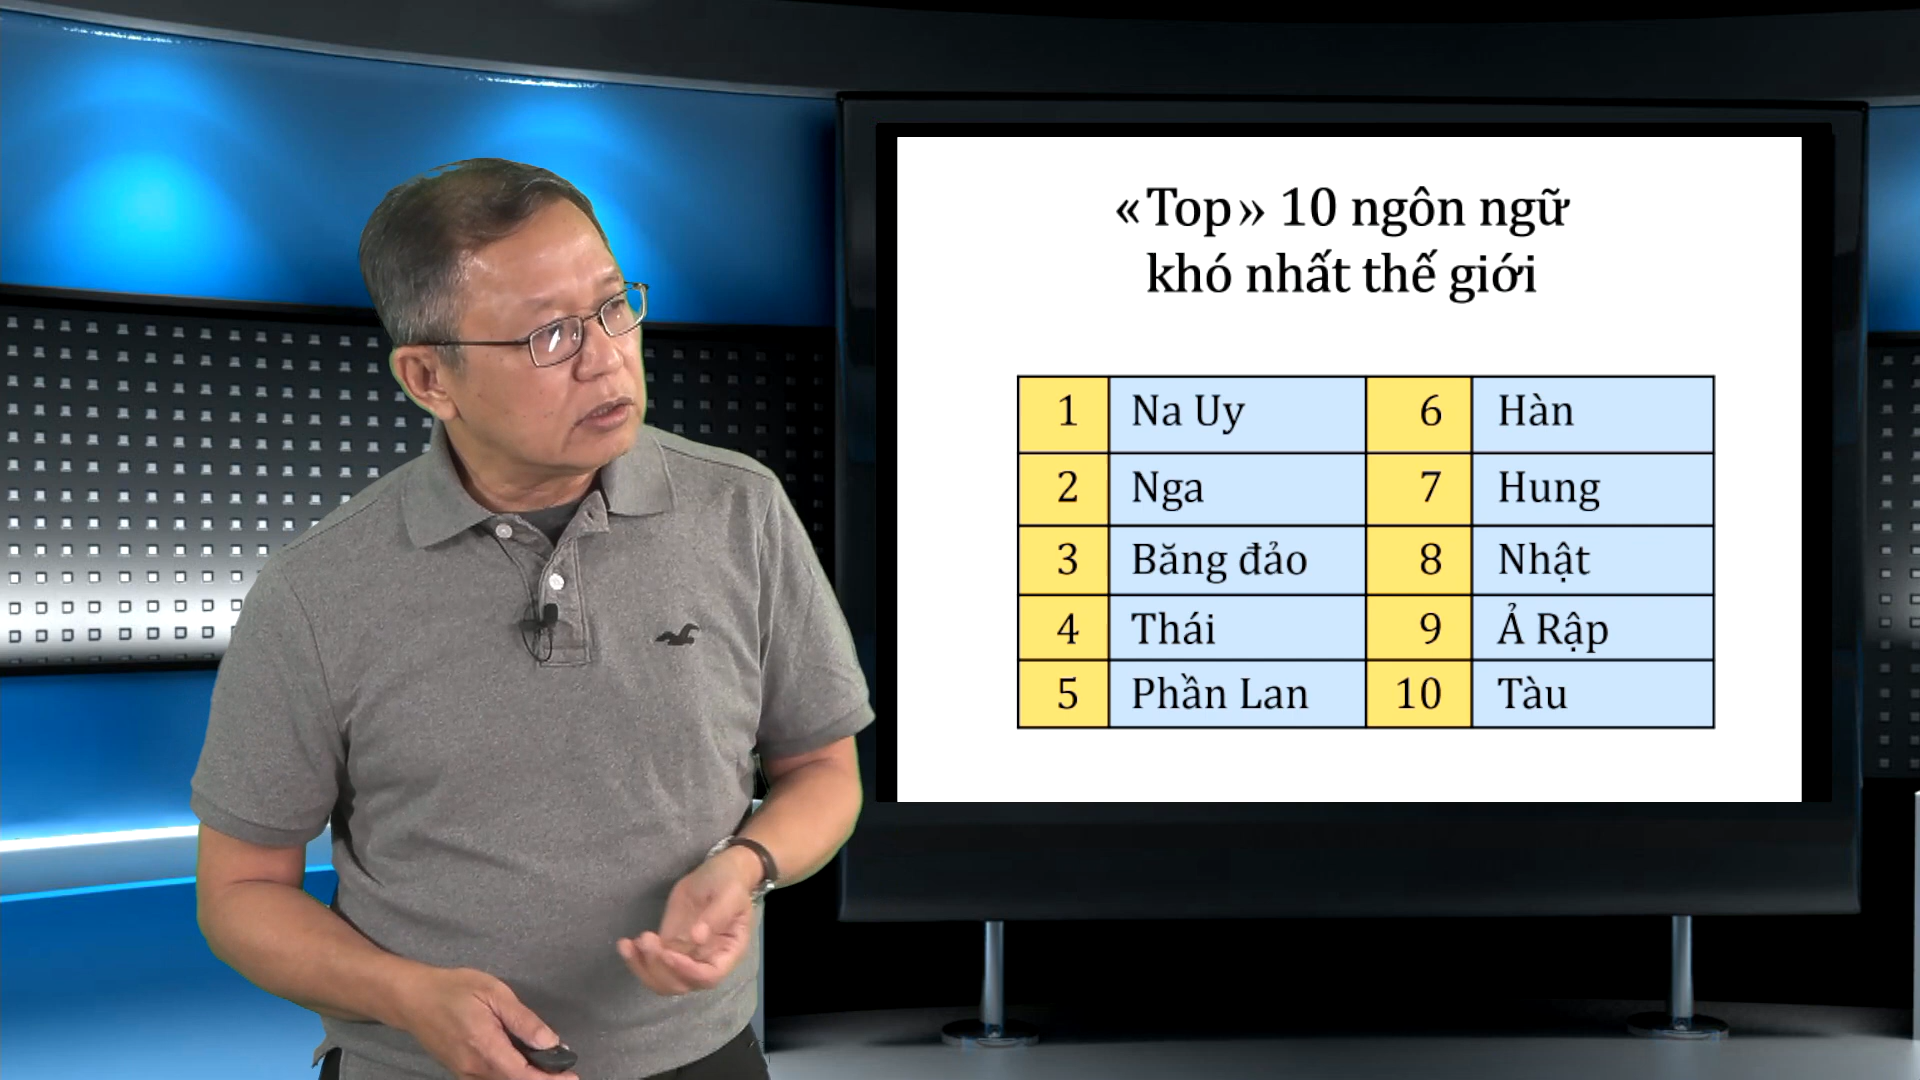 «Top» 10 ngôn ngữ
khó nhất thế giới
1 Na Uy 6 Hàn
2 Nga 7 Hung
3 Băng đảo 8 Nhật
4 Thái 9 Ả Rập
5 Phần Lan 10 Tàu